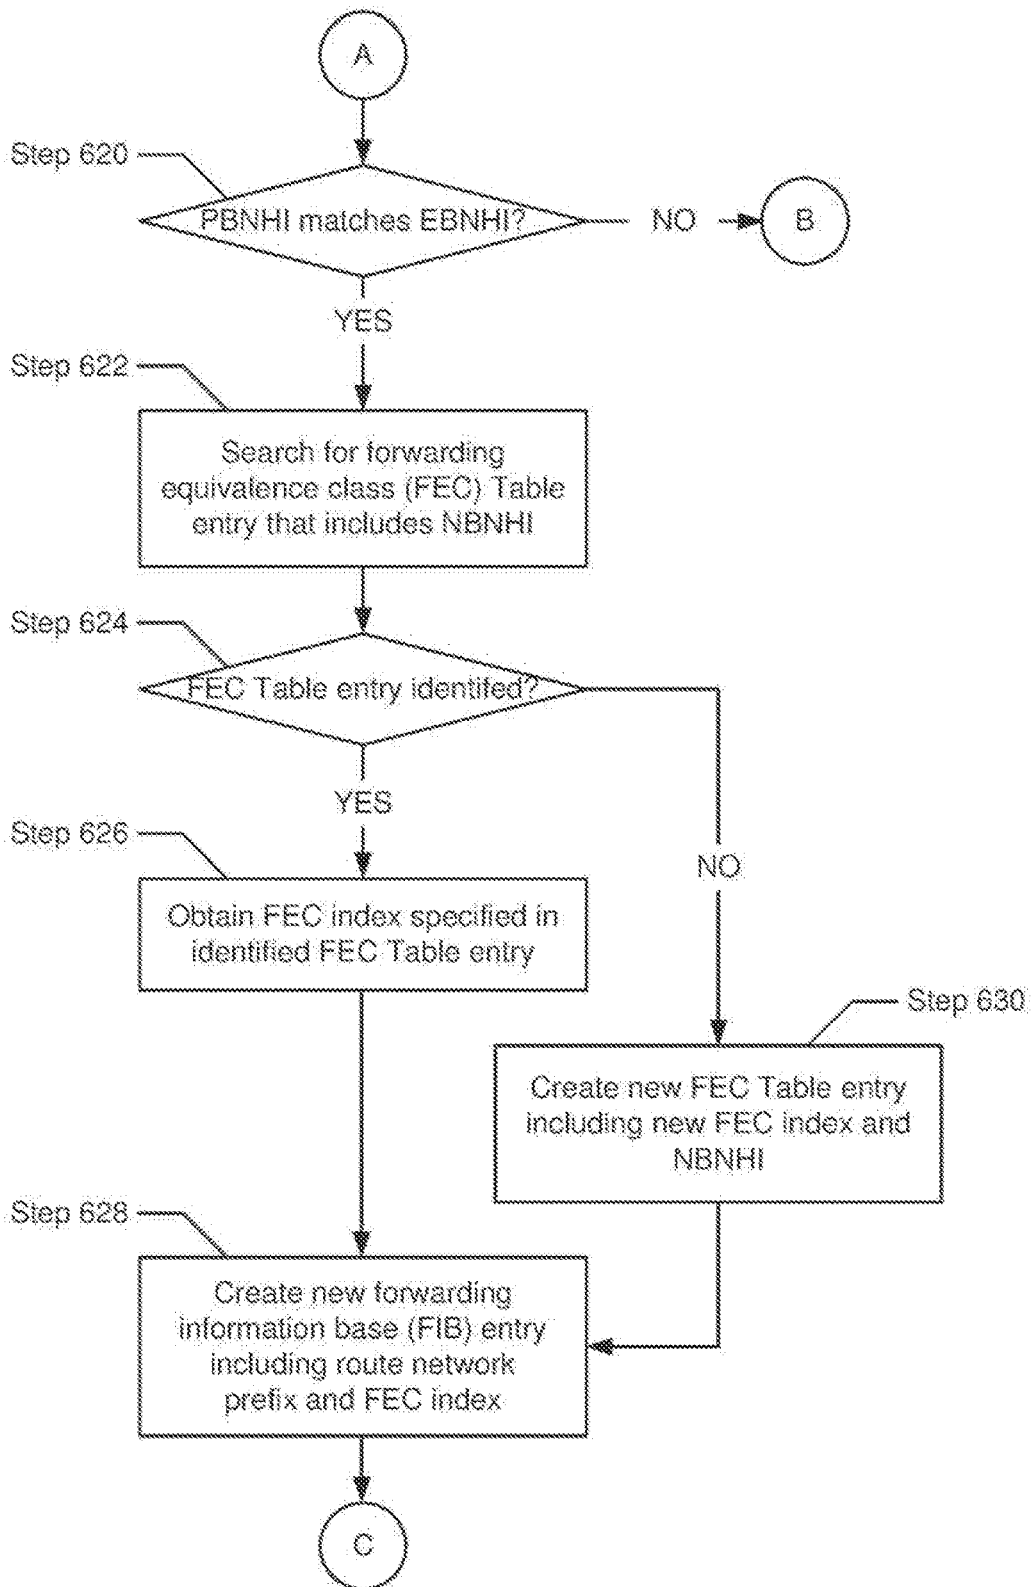 A
Step 620
PBNHI matches EBNHI?
NO
B
YES
Step 622
Search for forwarding
equivalence class (FEC) Table
entry that includes NBNHI
Step 624
FEC Table entry identifed?
YES
NO
Step 626
Obtain FEC index specified in
identified FEC Table entry
Step 630
Create new FEC Table entry
including new FEC index and
NBNHI
Step 628
Create new forwarding
information base (FIB) entry
including route network
prefix and FEC index
C